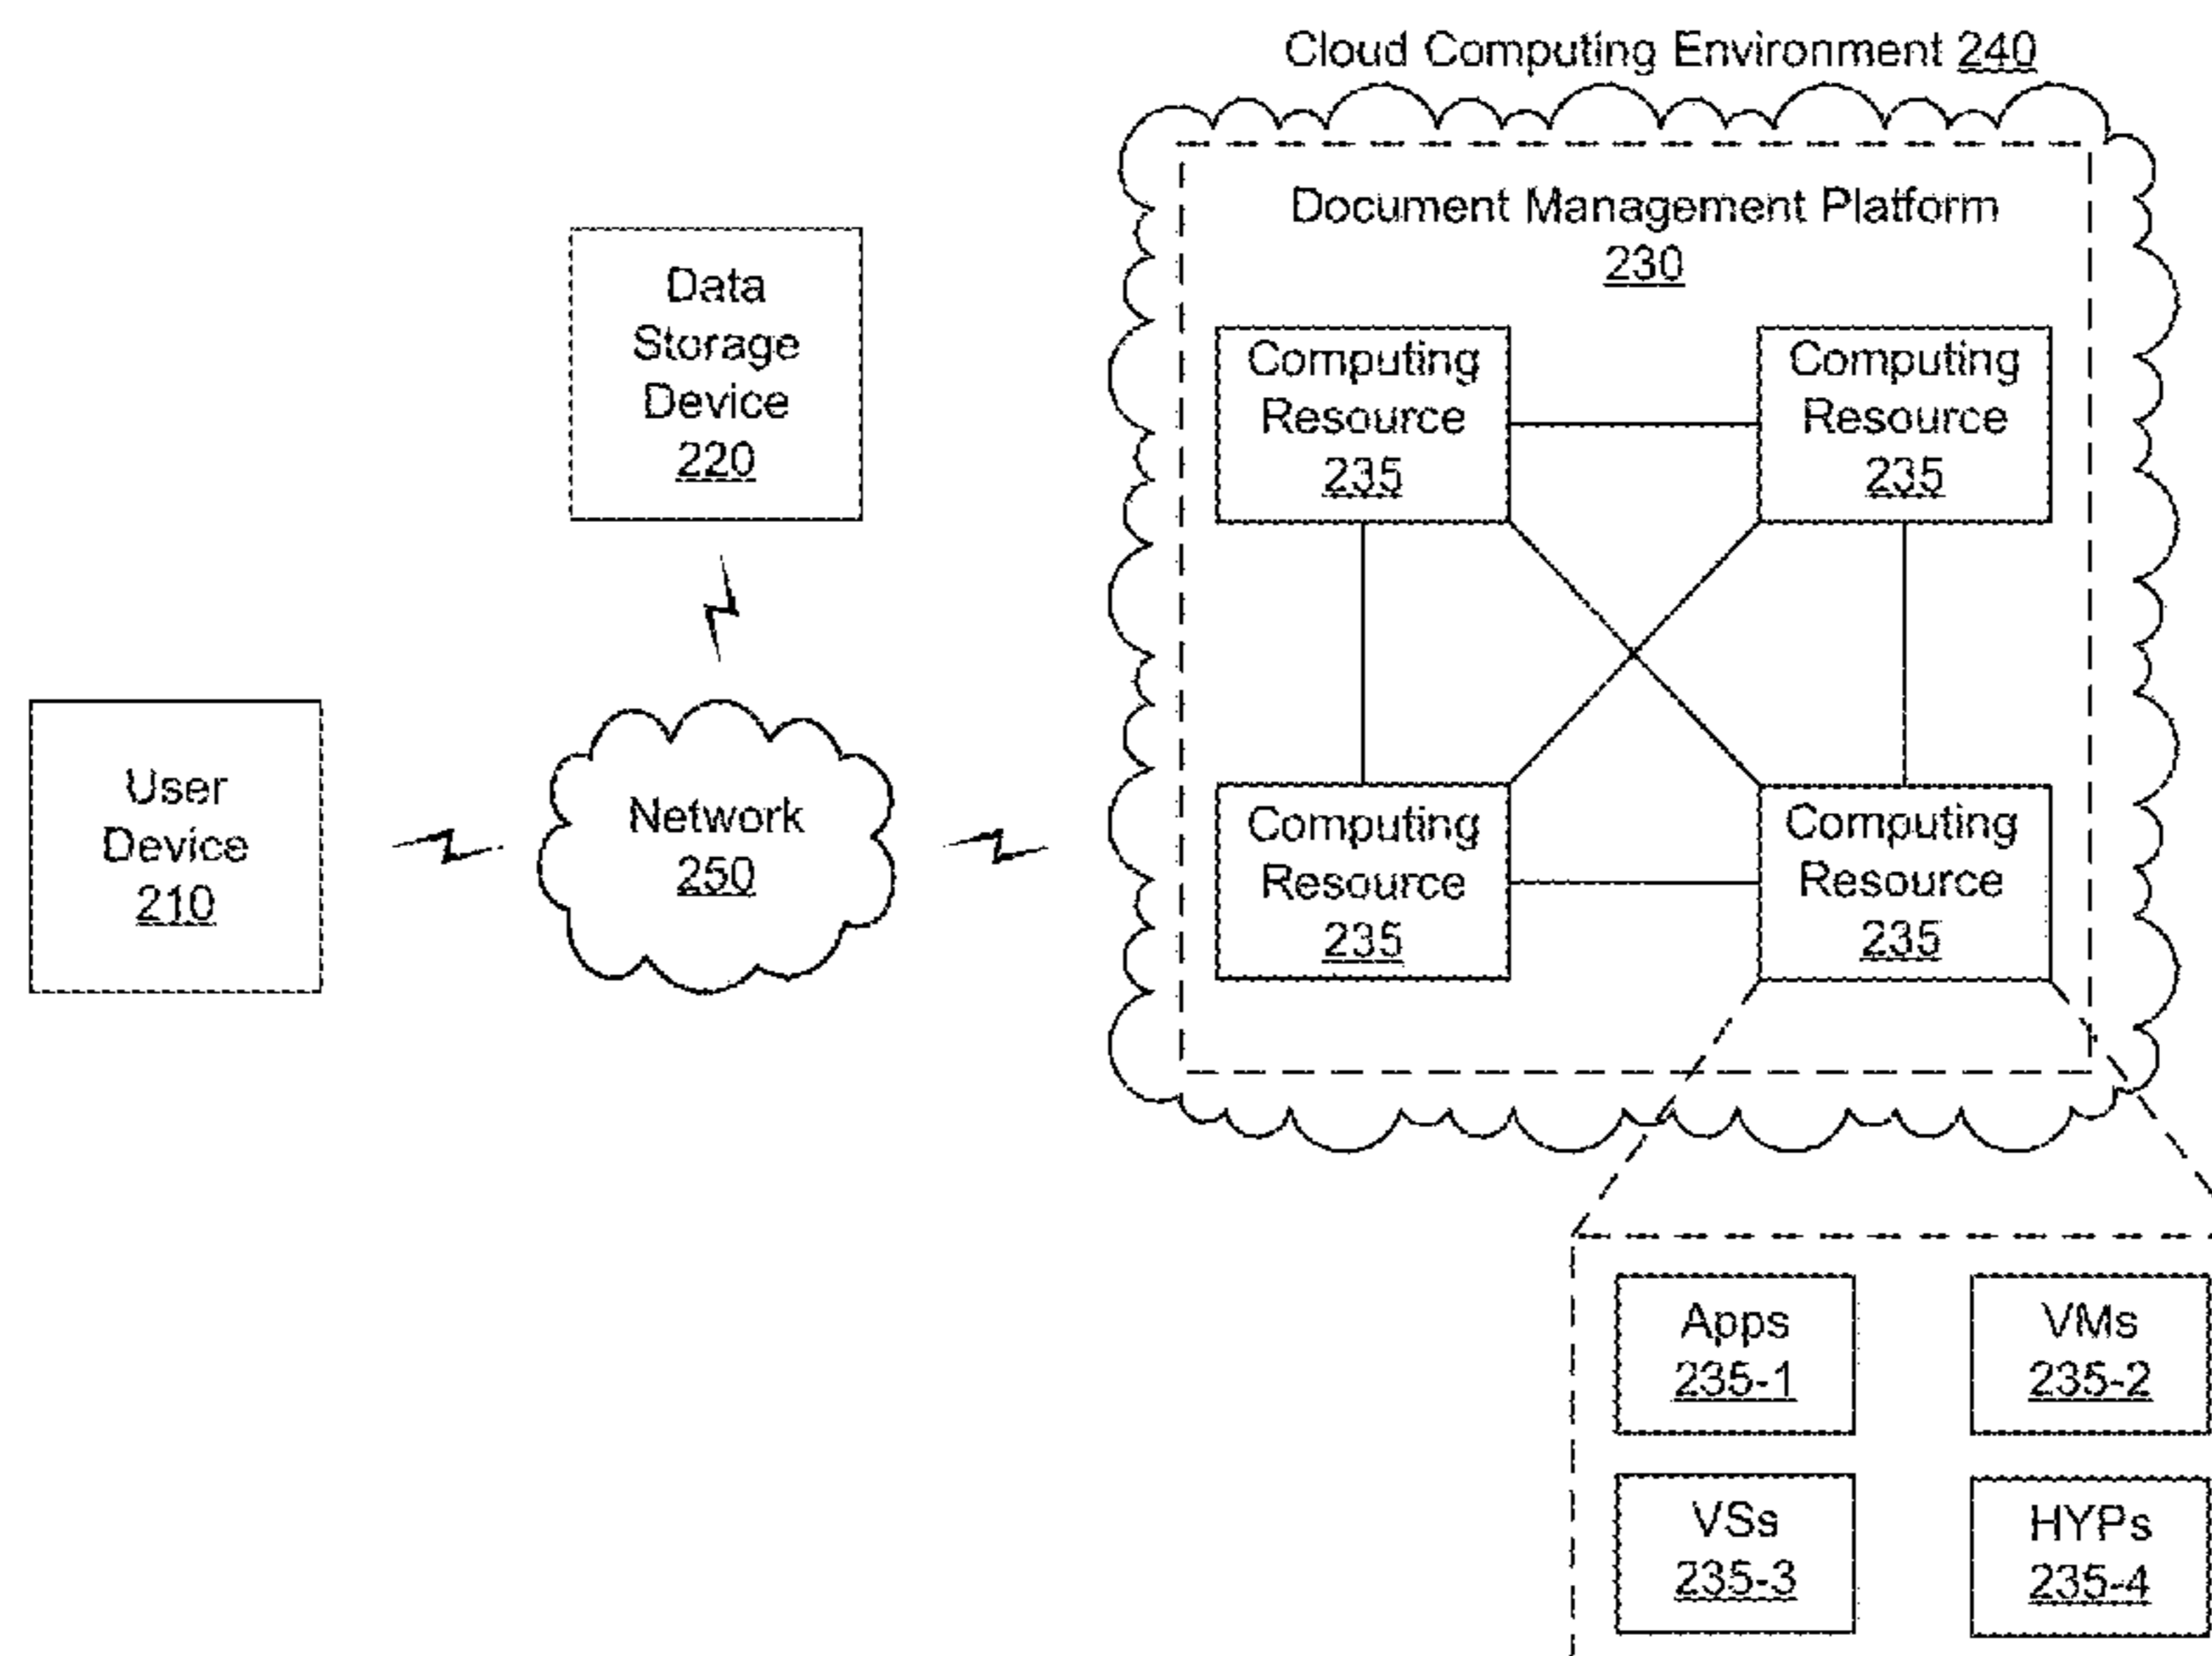 Cloud Computing Environment 240
Document Management Platform
230
Data
Storage
Device
220
Computing
Resource
235
Computing
Resource
235
User
Device
210
Network
250
Computing
Resource
235
Computing
Resource
235
Apps
235-1
VMs
235-2
VSs
235-3
HYPs
235-4